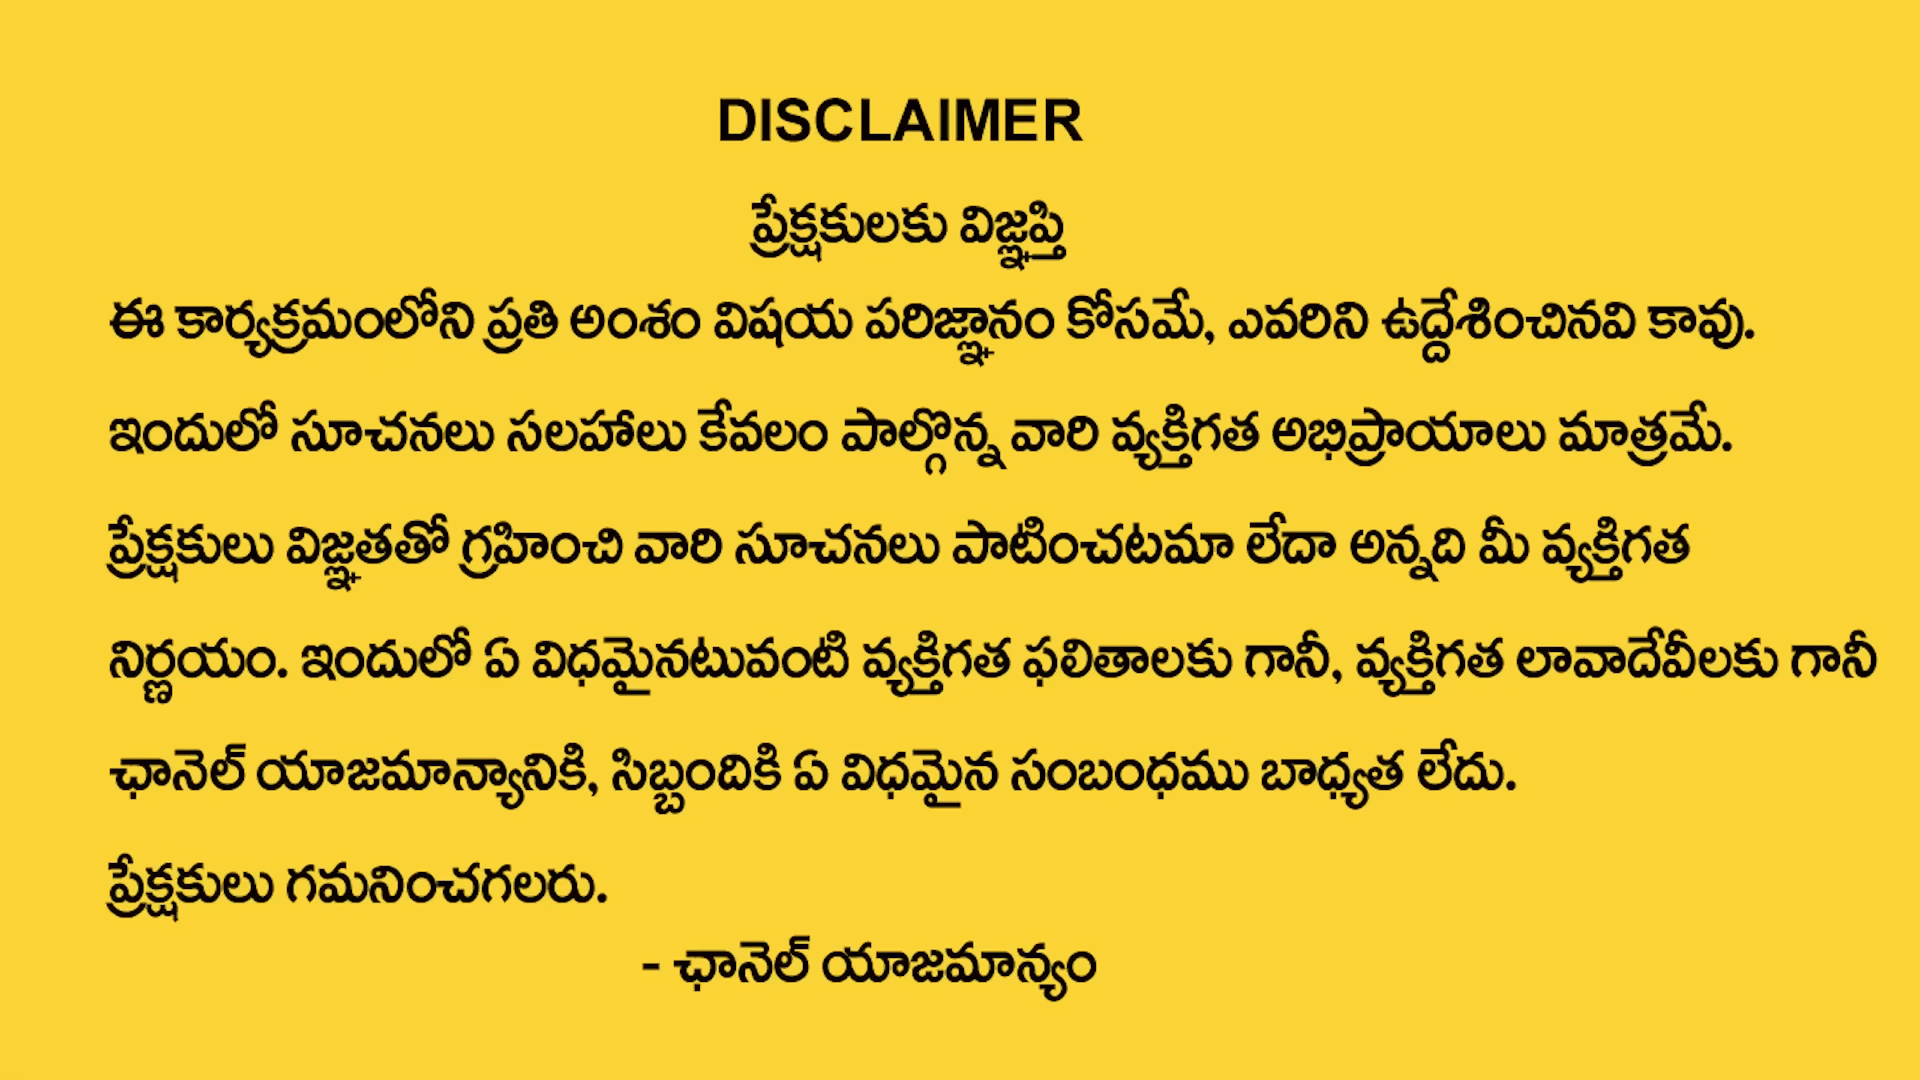 DISCLAIMER
ప్రేక్షకులకు విజ్ఞప్తి
ఈ కార్యక్రమంలోని ప్రతి అంశం విషయ పరిజ్ఞానం కోసమే, ఎవరిని ఉద్దేశించినవి కావు.
ఇందులో సూచనలు సలహాలు కేవలం పాల్గొన్న వారి వ్యక్తిగత అభిప్రాయాలు మాత్రమే.
ప్రేక్షకులు విజ్ఞతతో గ్రహించి వారి సూచనలు పాటించటమా లేదా అన్నది మీ వ్యక్తిగత
నిర్ణయం. ఇందులో ఏ విధమైనటువంటి వ్యక్తిగత ఫలితాలకు గానీ, వ్యక్తిగత లావాదేవీలకు గానీ
ఛానెల్ యాజమాన్యానికి, సిబ్బందికి ఏ విధమైన సంబంధము బాధ్యత లేదు.
ప్రేక్షకులు గమనించగలరు.
- ఛానెల్ యాజమాన్యం